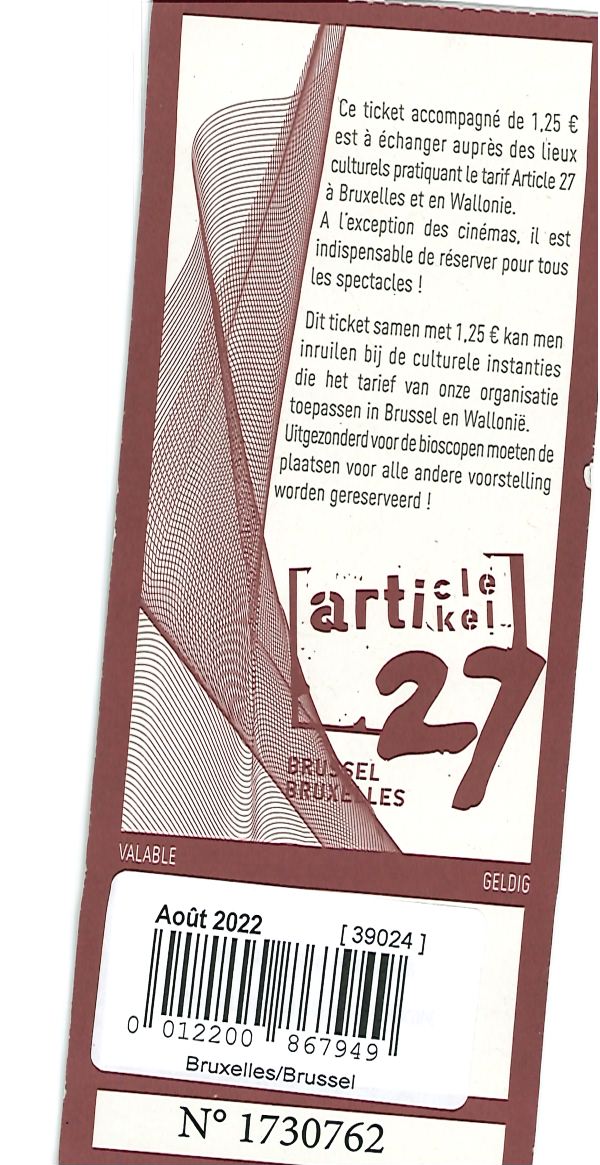 Ce ticket accompagné de 1,25 €
est à échanger auprès des lieux
culturels pratiquant le tarif Article 27
à Bruxelles et en Wallonie.
A l'exception des cinémas, il est
indispensable de réserver pour tous
les spectacles !
Dit ticket samen met 1,25 € kan men
inruilen bij de culturele instanties
die het tarief van onze organisatie
toepassen in Brussel en Wallonië.
Uitgezonderd voor de bioscopen moeten de
plaatsen voor alle andere voorstelling
worden gereserveerd !
[article
kel]
27
BRUSSEL
BRUXELLES
VALABLE
GELDIG
Août 2022 [39024]
0 012200 867949
Bruxelles/Brussel
N° 1730762